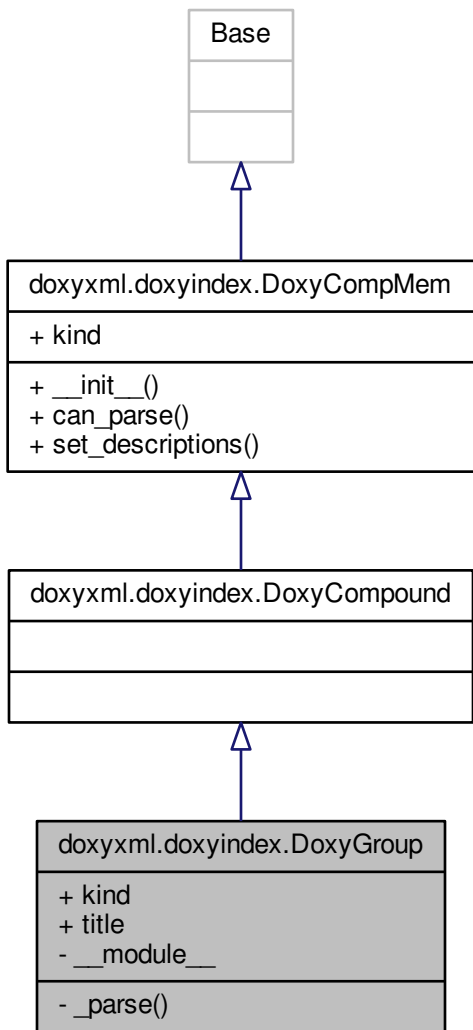 Base
doxyxml.doxyindex.DoxyCompMem
+ kind
+ __init__()
+ can_parse()
+ set_descriptions()
doxyxml.doxyindex.DoxyCompound
doxyxml.doxyindex.DoxyGroup
+ kind
+ title
- __module__
- _parse()